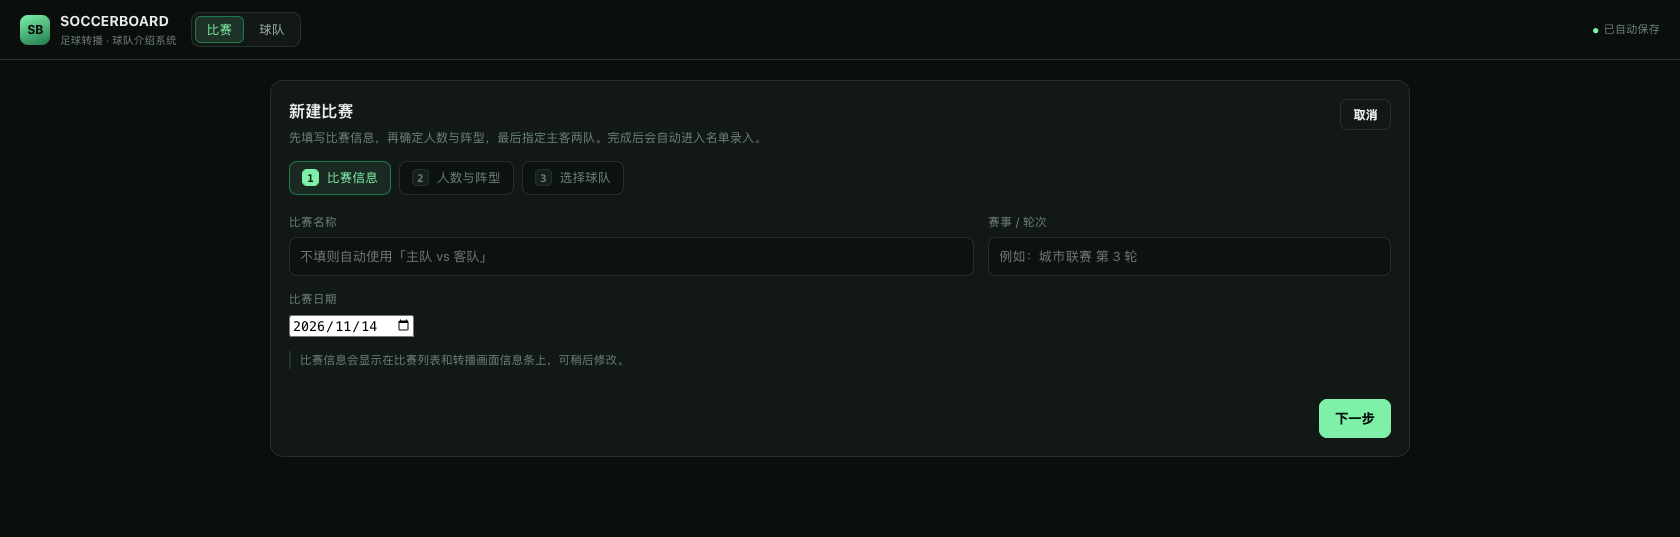 SB
SOCCERBOARD
足球转播 · 球队介绍系统
比赛
球队
已自动保存
新建比赛
取消
先填写比赛信息，再确定人数与阵型，最后指定主客两队。完成后会自动进入名单录入。
1 比赛信息
2 人数与阵型
3 选择球队
比赛名称
赛事 / 轮次
不填则自动使用「主队 vs 客队」
例如：城市联赛 第 3 轮
比赛日期
2026/11/14
比赛信息会显示在比赛列表和转播画面信息条上，可稍后修改。
下一步